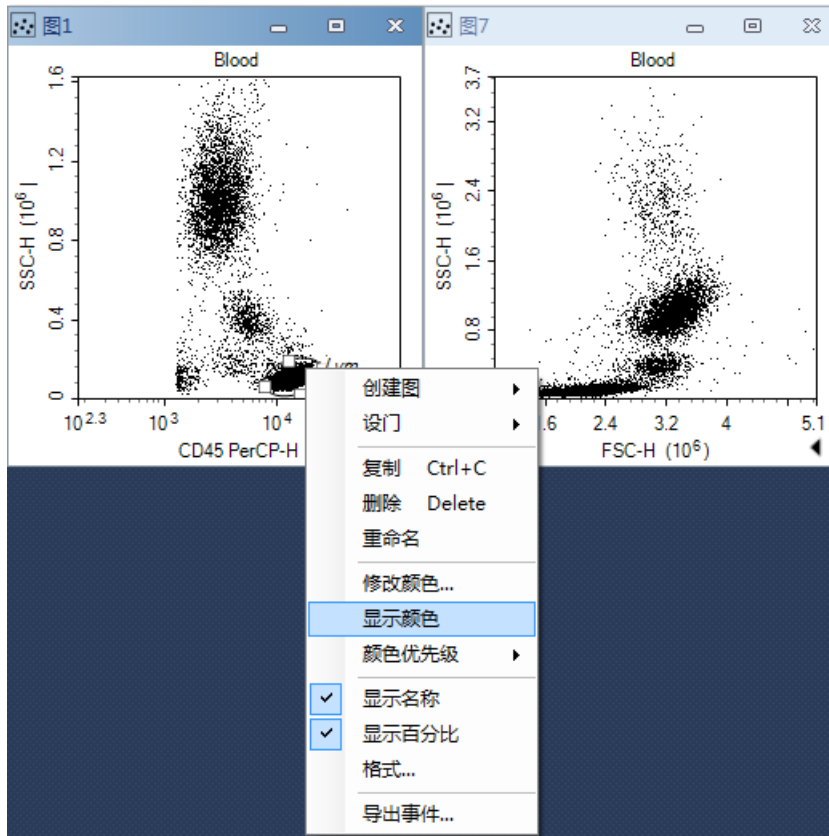 图1
Blood
1.6
1.2
0.8
0.4
0
SSC-H (10⁶)
10²·³
10³
10⁴
CD45 PerCP-H
Lym
图7
Blood
3.7
3.2
2.4
1.6
0.8
SSC-H (10⁶)
.6
2.4
3.2
4
5.1
FSC-H (10⁶)
创建图
设门
复制 Ctrl+C
删除 Delete
重命名
修改颜色...
显示颜色
颜色优先级
显示名称
显示百分比
格式...
导出事件...